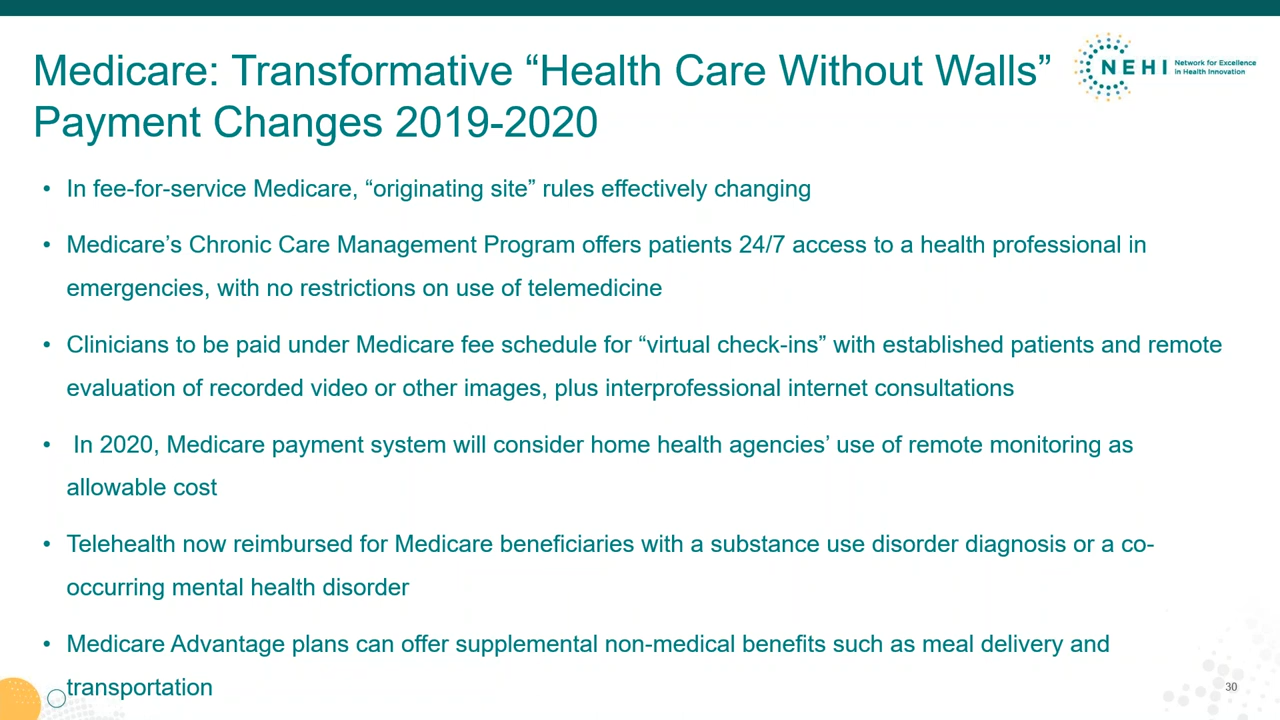 Medicare: Transformative “Health Care Without Walls”
Payment Changes 2019-2020
NEHI
Network for Excellence
in Health Innovation
• In fee-for-service Medicare, “originating site” rules effectively changing
• Medicare’s Chronic Care Management Program offers patients 24/7 access to a health professional in
emergencies, with no restrictions on use of telemedicine
• Clinicians to be paid under Medicare fee schedule for “virtual check-ins” with established patients and remote
evaluation of recorded video or other images, plus interprofessional internet consultations
• In 2020, Medicare payment system will consider home health agencies’ use of remote monitoring as
allowable cost
• Telehealth now reimbursed for Medicare beneficiaries with a substance use disorder diagnosis or a co-
occurring mental health disorder
• Medicare Advantage plans can offer supplemental non-medical benefits such as meal delivery and
transportation
30